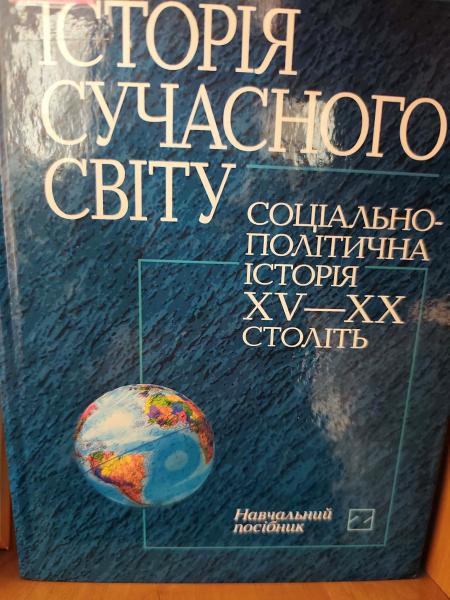 ІСТОРІЯ
СУЧАСНОГО
СВІТУ
СОЦІАЛЬНО-
ПОЛІТИЧНА
ІСТОРІЯ
XV—XX
СТОЛІТЬ
Навчальний
посібник